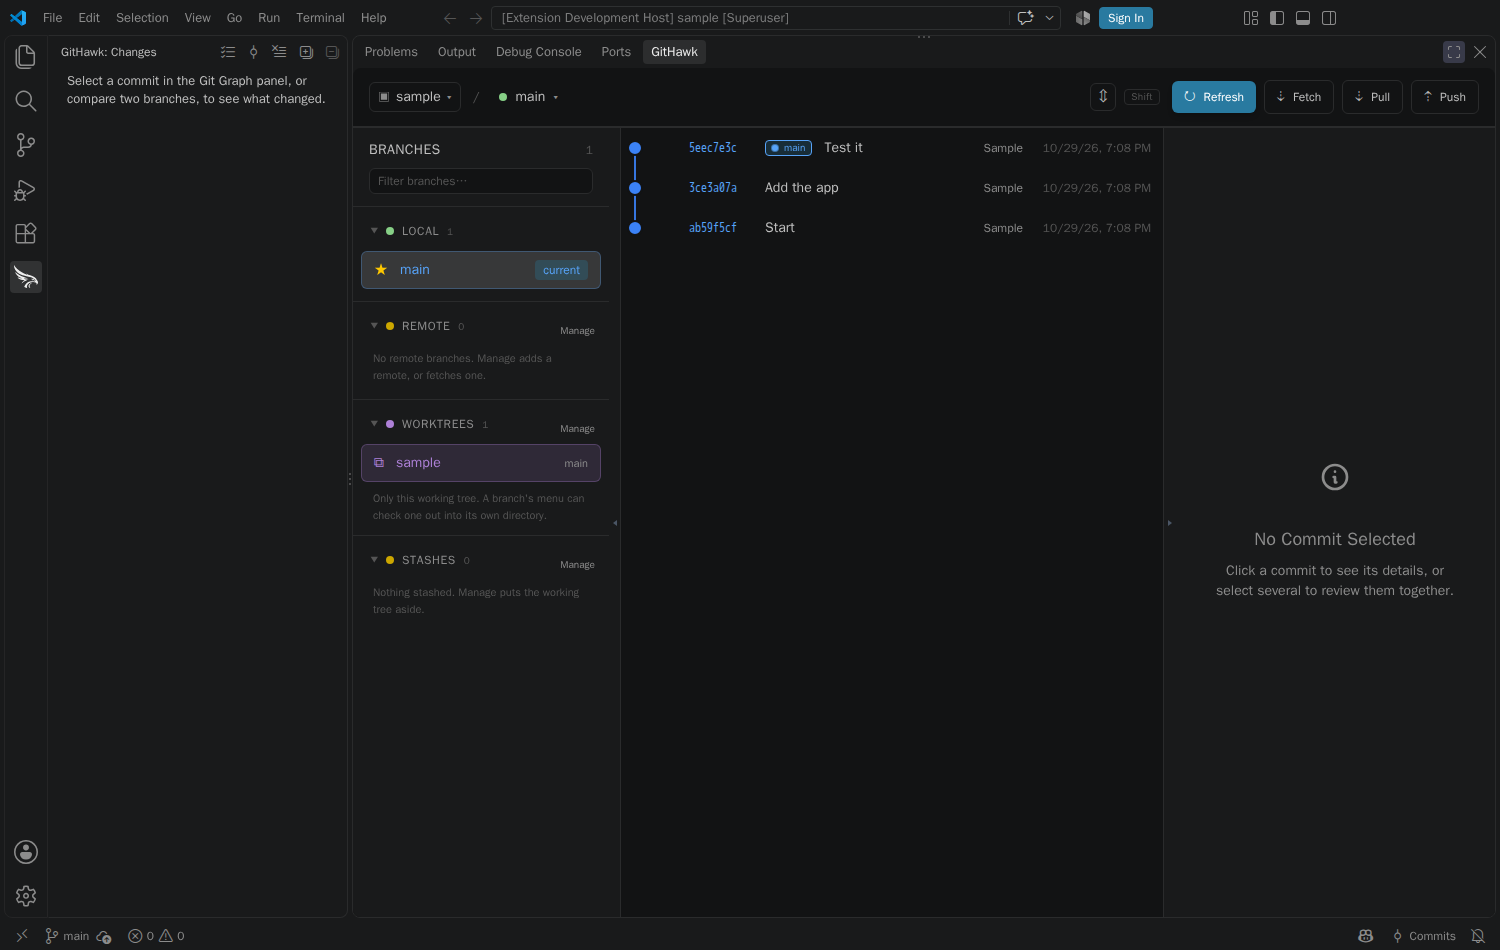 File Edit Selection View Go Run Terminal Help
[Extension Development Host] sample [Superuser]
Sign In
GitHawk: Changes
Select a commit in the Git Graph panel, or
compare two branches, to see what changed.
Problems Output Debug Console Ports GitHawk
sample / main
Shift Refresh Fetch Pull Push
BRANCHES 1
Filter branches…
LOCAL 1
main current
REMOTE 0 Manage
No remote branches. Manage adds a
remote, or fetches one.
WORKTREES 1 Manage
sample main
Only this working tree. A branch's menu can
check one out into its own directory.
STASHES 0 Manage
Nothing stashed. Manage puts the working
tree aside.
5eec7e3c main Test it Sample 10/29/26, 7:08 PM
3ce3a07a Add the app Sample 10/29/26, 7:08 PM
ab59f5cf Start Sample 10/29/26, 7:08 PM
No Commit Selected
Click a commit to see its details, or
select several to review them together.
main 0 0 Commits